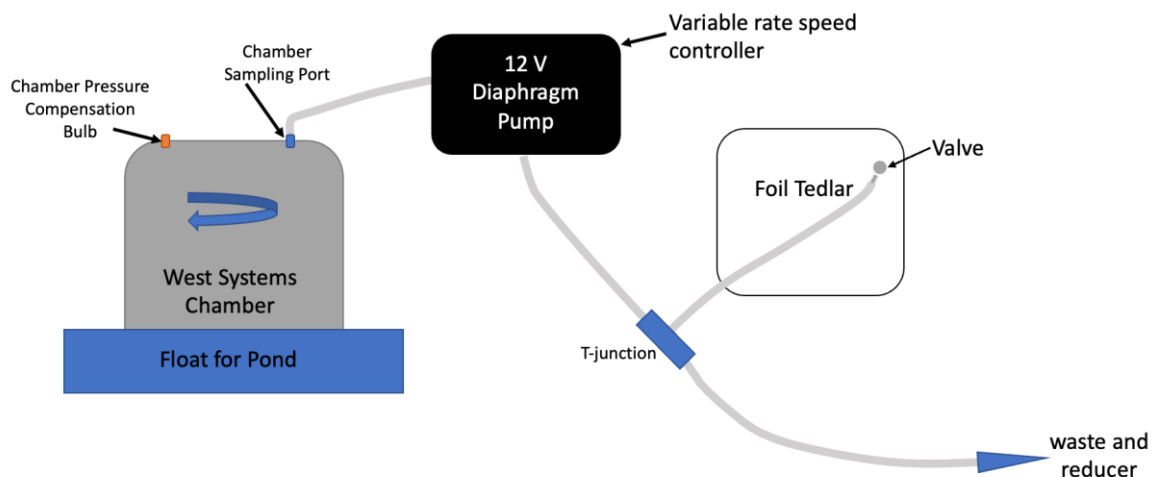 Chamber Pressure
Compensation
Bulb
Chamber
Sampling Port
12 V
Diaphragm
Pump
Variable rate speed
controller
Foil Tedlar
Valve
West Systems
Chamber
Float for Pond
T-junction
waste and
reducer